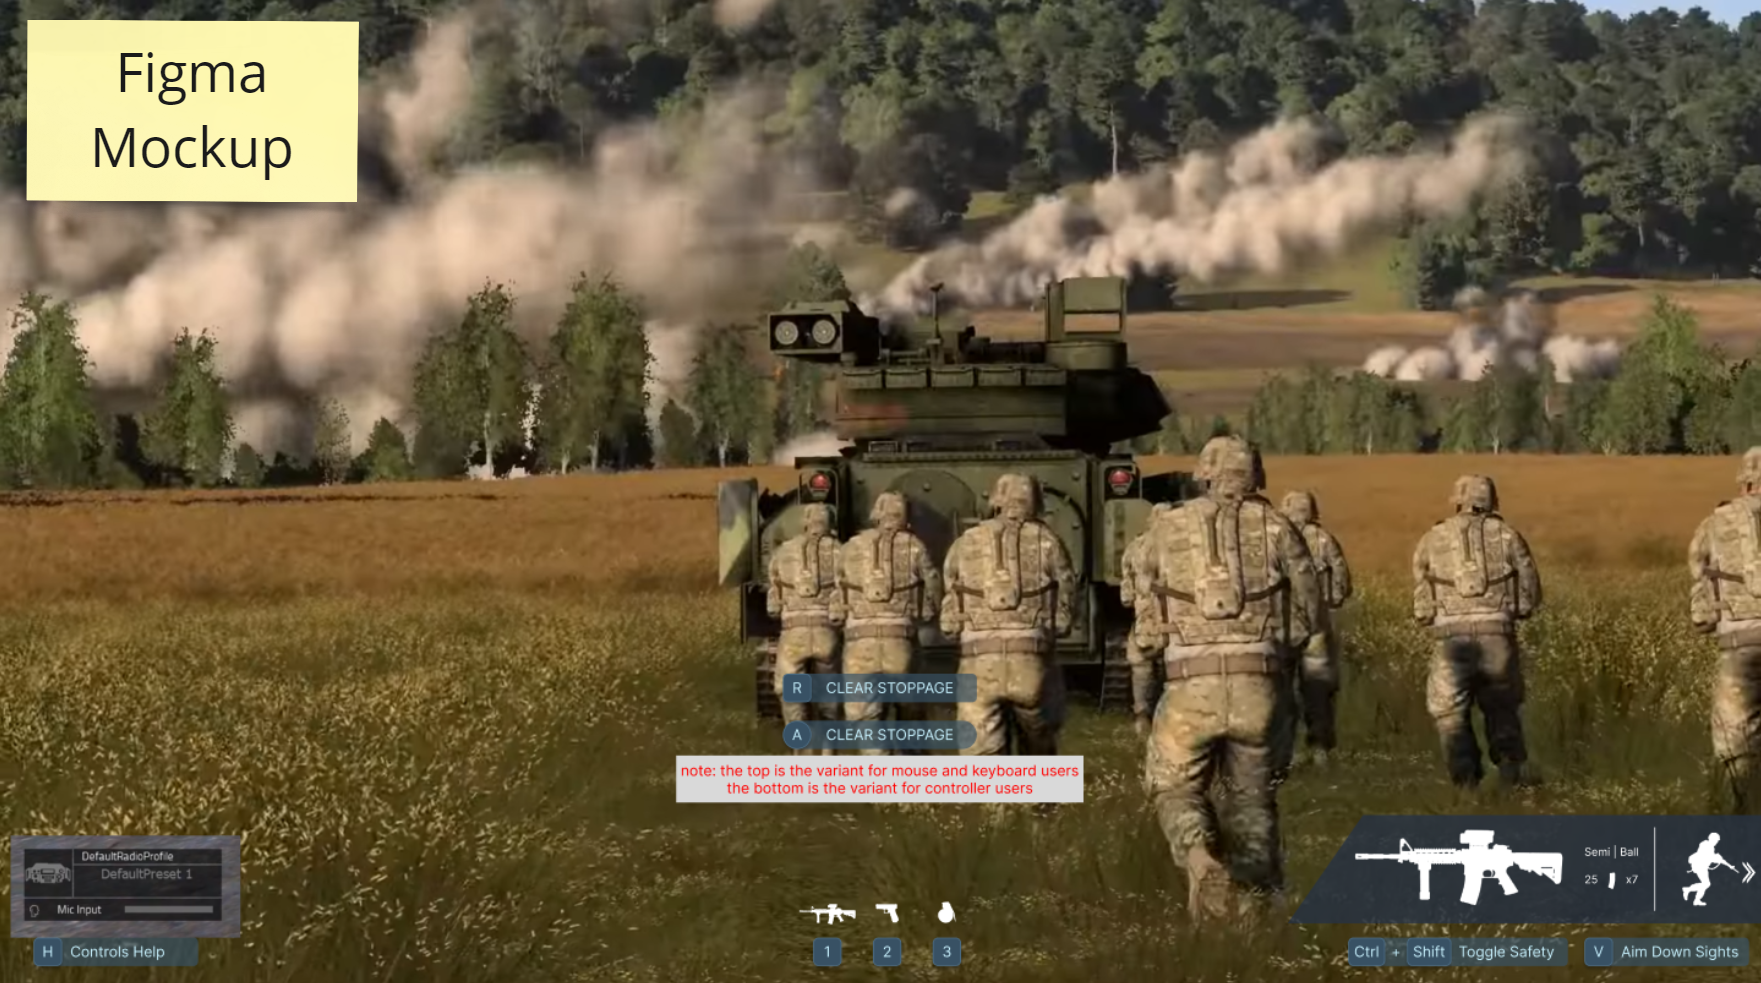 Figma
Mockup
R CLEAR STOPPAGE
A CLEAR STOPPAGE
note: the top is the variant for mouse and keyboard users
the bottom is the variant for controller users
DefaultRadioProfile
DefaultPreset 1
Mic Input
H Controls Help
1 2 3
Semi | Ball
25 x7
Ctrl + Shift Toggle Safety V Aim Down Sights